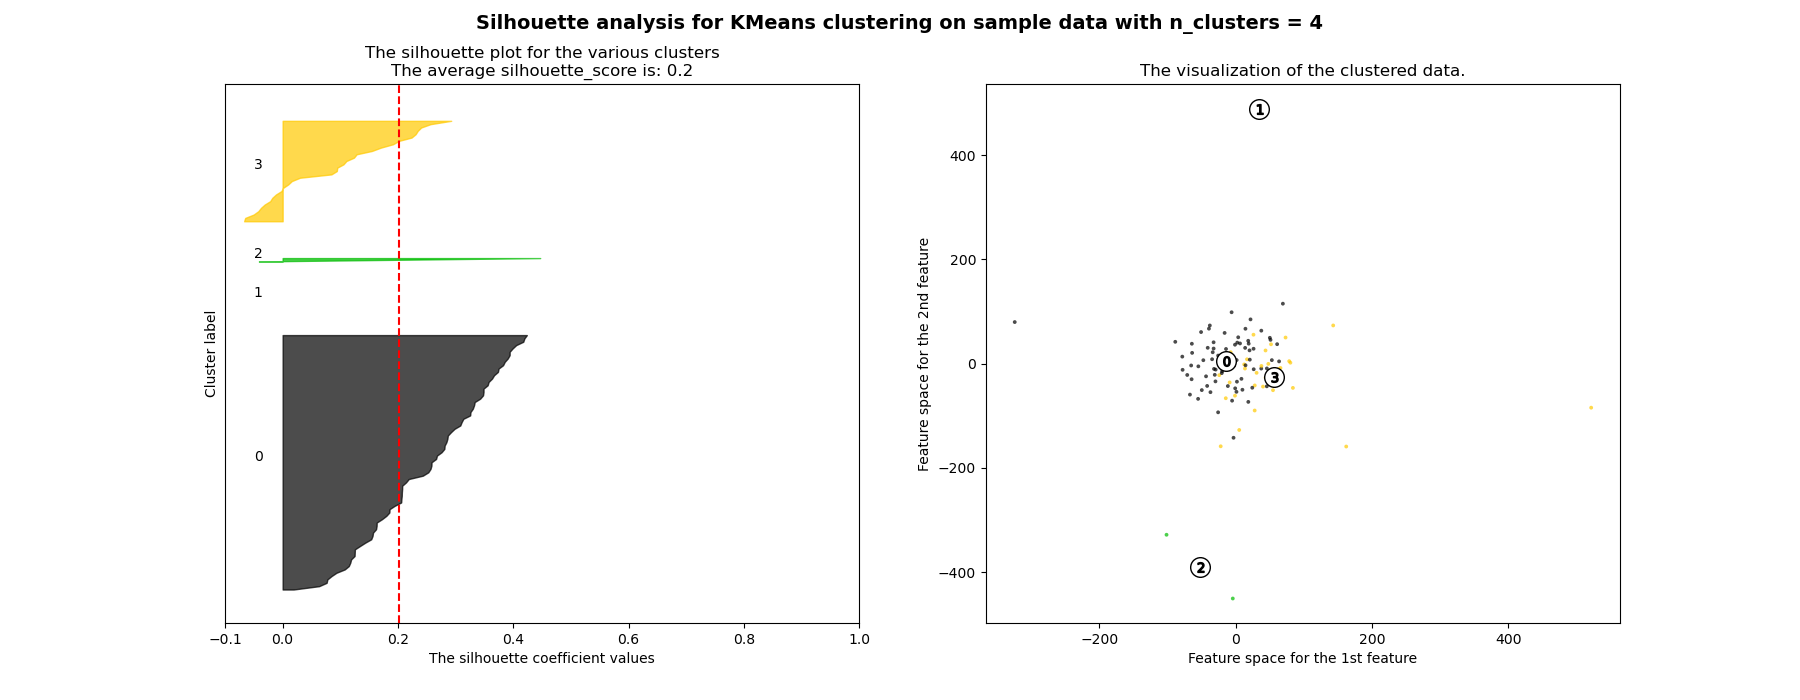 Silhouette analysis for KMeans clustering on sample data with n_clusters = 4
The silhouette plot for the various clusters
The average silhouette_score is: 0.2
3
2
1
0
Cluster label
−0.1 0.0 0.2 0.4 0.6 0.8 1.0
The silhouette coefficient values
The visualization of the clustered data.
1
0
3
2
400
200
0
−200
−400
Feature space for the 2nd feature
−200 0 200 400
Feature space for the 1st feature